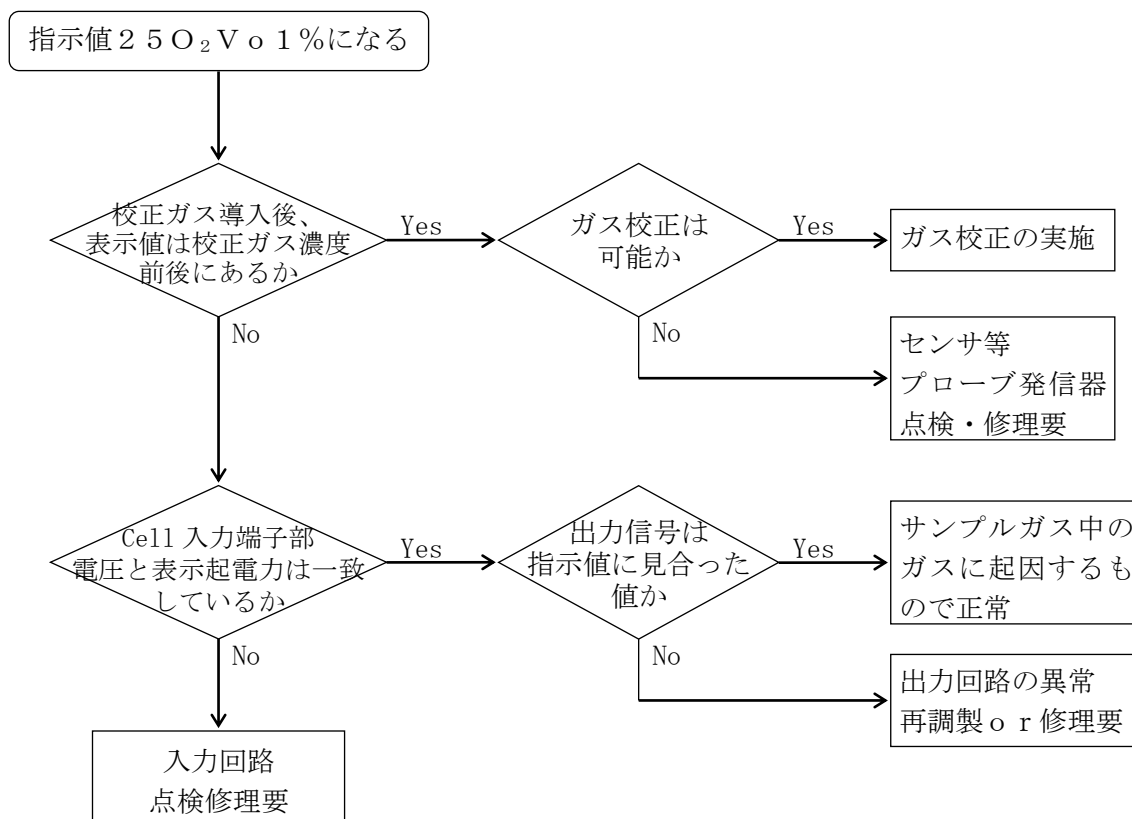 指示値25O₂Vo1%になる
校正ガス導入後、
表示値は校正ガス濃度
前後にあるか
Yes
ガス校正は
可能か
Yes
ガス校正の実施
No
No
センサ等
プローブ発信器
点検・修理要
Cell入力端子部
電圧と表示起電力は一致
しているか
Yes
出力信号は
指示値に見合った
値か
Yes
サンプルガス中の
ガスに起因するも
ので正常
No
No
出力回路の異常
再調製or修理要
入力回路
点検修理要